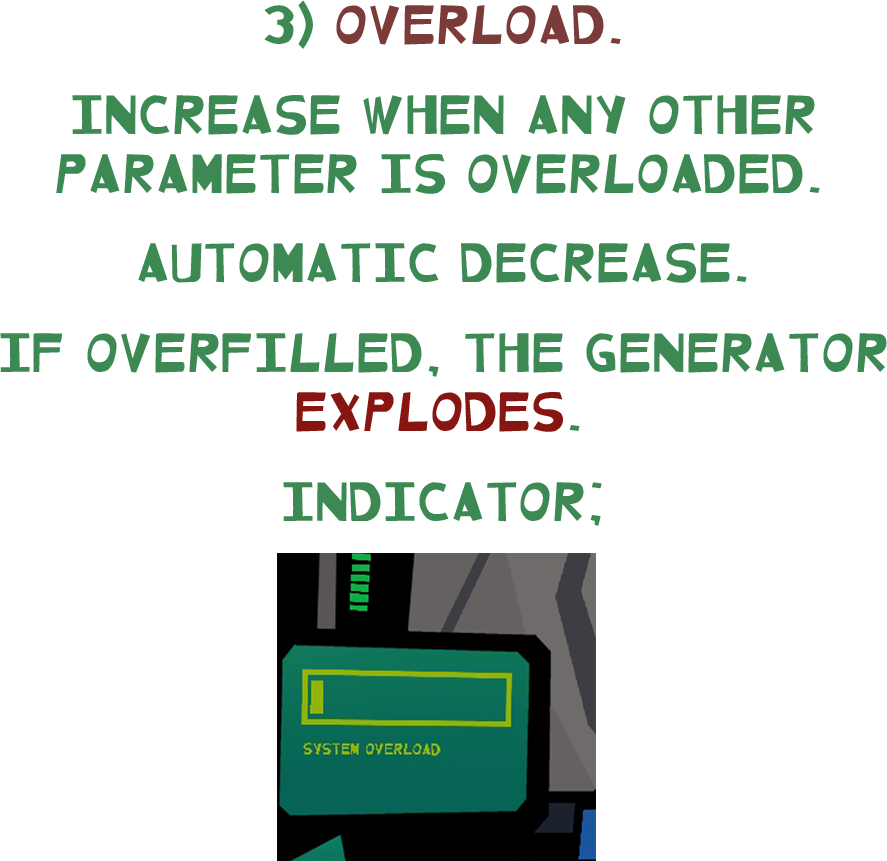 3) OVERLOAD.
INCREASE WHEN ANY OTHER
PARAMETER IS OVERLOADED.
AUTOMATIC DECREASE.
IF OVERFILLED, THE GENERATOR
EXPLODES.
INDICATOR;
SYSTEM OVERLOAD